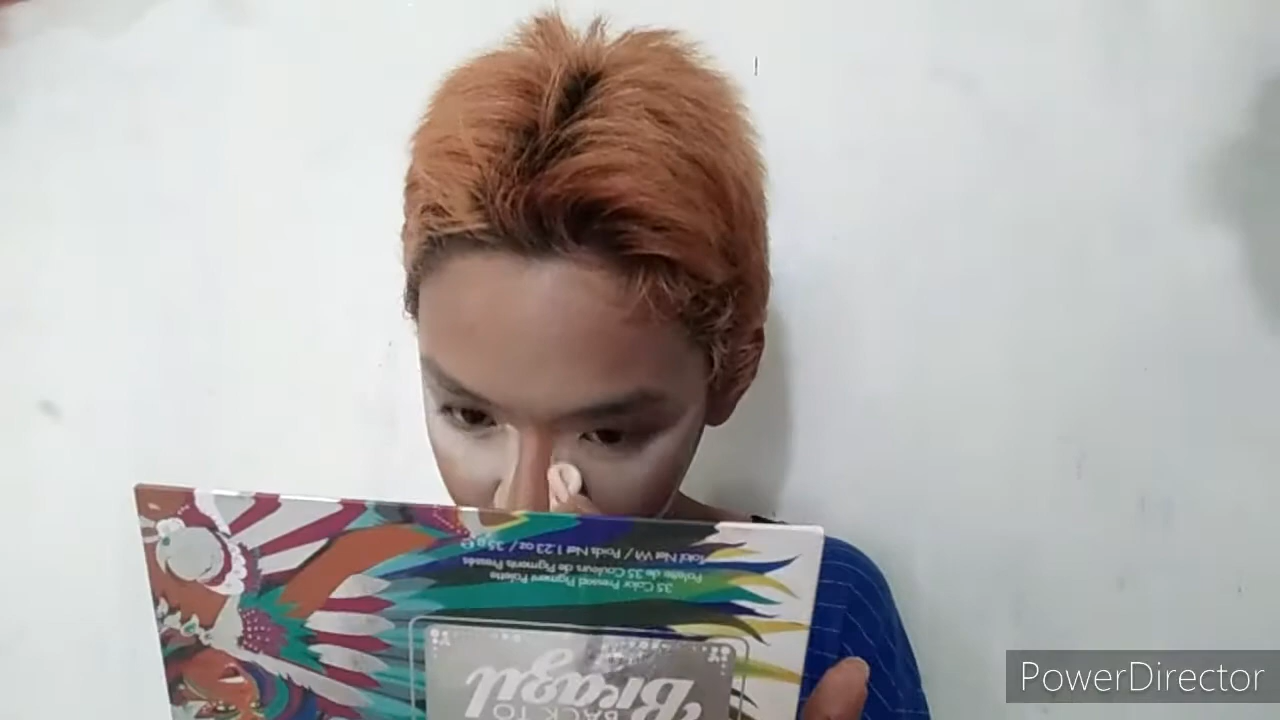 Total Net Wt / Poids Net 1.23 oz / 35 g e
Palette de 35 Couleurs de Pigments Pressés
35 Color Pressed Pigment Palette
BACK TO
Brazil
PowerDirector